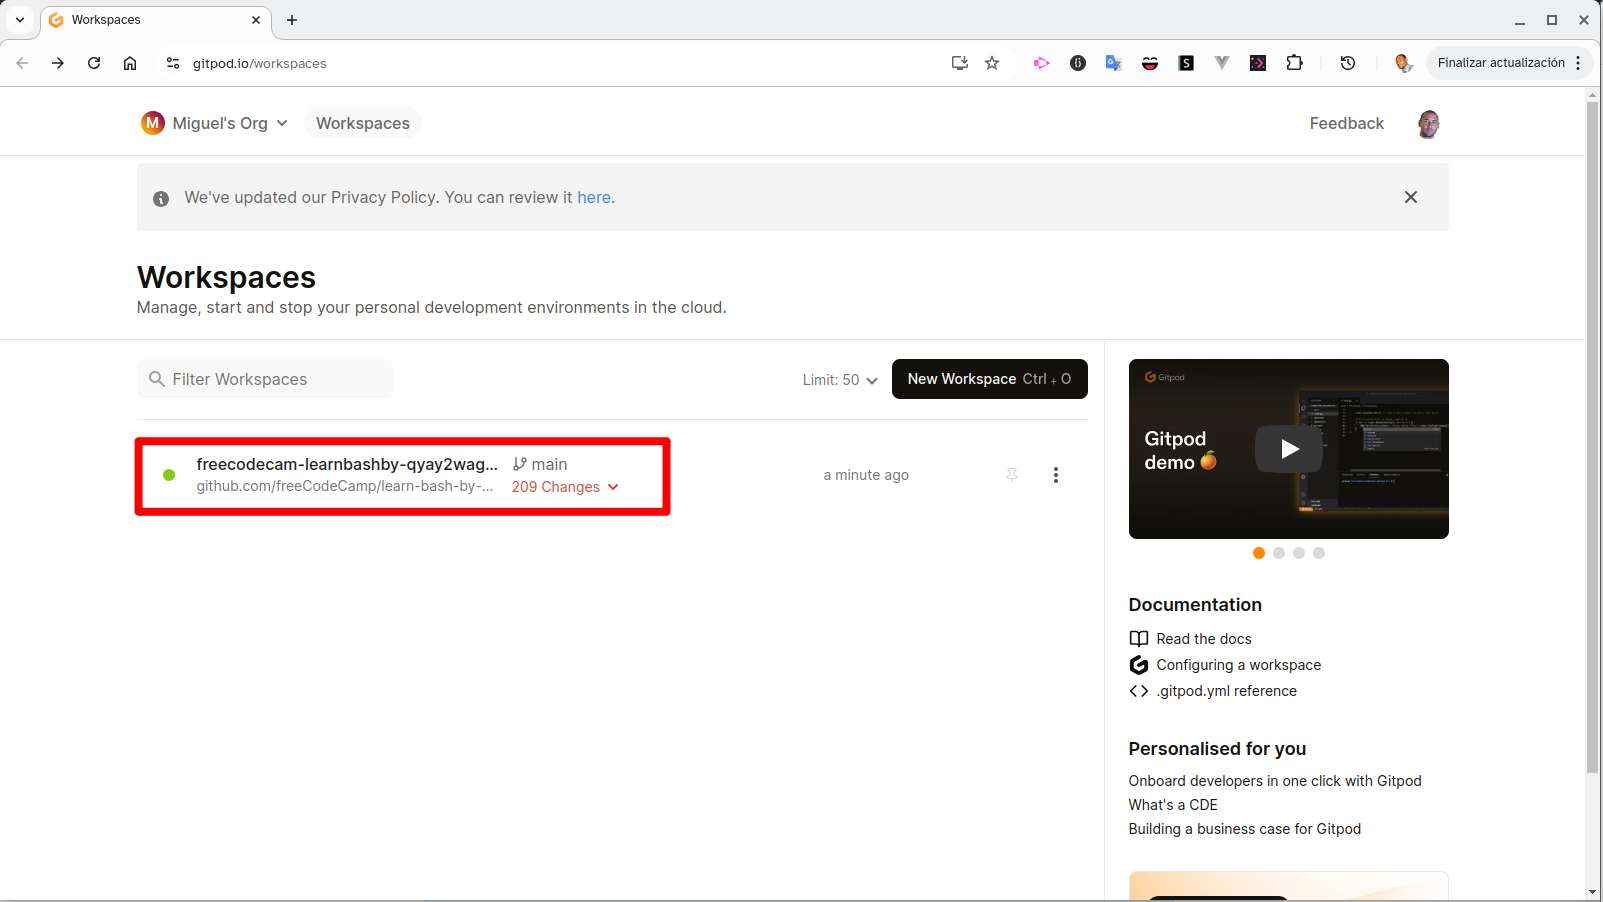 Workspaces
gitpod.io/workspaces
Finalizar actualización
M Miguel's Org
Workspaces
Feedback
We've updated our Privacy Policy. You can review it here.
Workspaces
Manage, start and stop your personal development environments in the cloud.
Filter Workspaces
Limit: 50
New Workspace Ctrl + O
freecodecam-learnbashby-qyay2wag...
main
github.com/freeCodeCamp/learn-bash-by-...
209 Changes
a minute ago
Gitpod
Gitpod
demo
Documentation
Read the docs
Configuring a workspace
.gitpod.yml reference
Personalised for you
Onboard developers in one click with Gitpod
What's a CDE
Building a business case for Gitpod